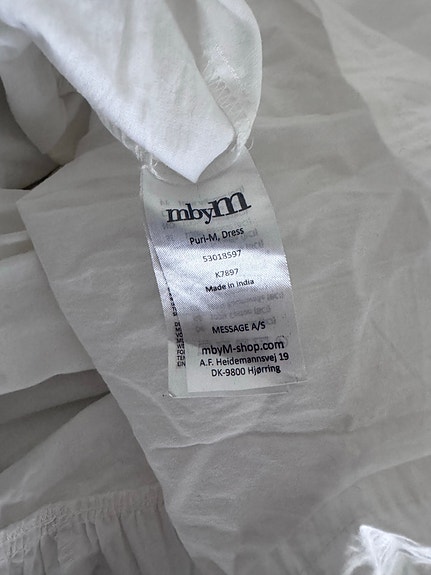 mbyM
Puri-M, Dress
53018597
K7897
Made in India
MESSAGE A/S
mbyM-shop.com
A.F. Heidemannsvej 19
DK-9800 Hjørring